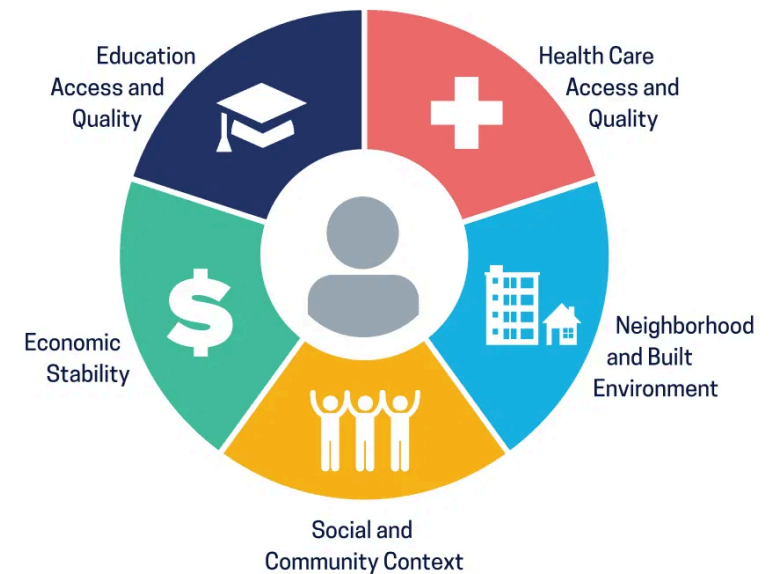 Education
Access and
Quality
Health Care
Access and
Quality
$
Economic
Stability
Neighborhood
and Built
Environment
Social and
Community Context